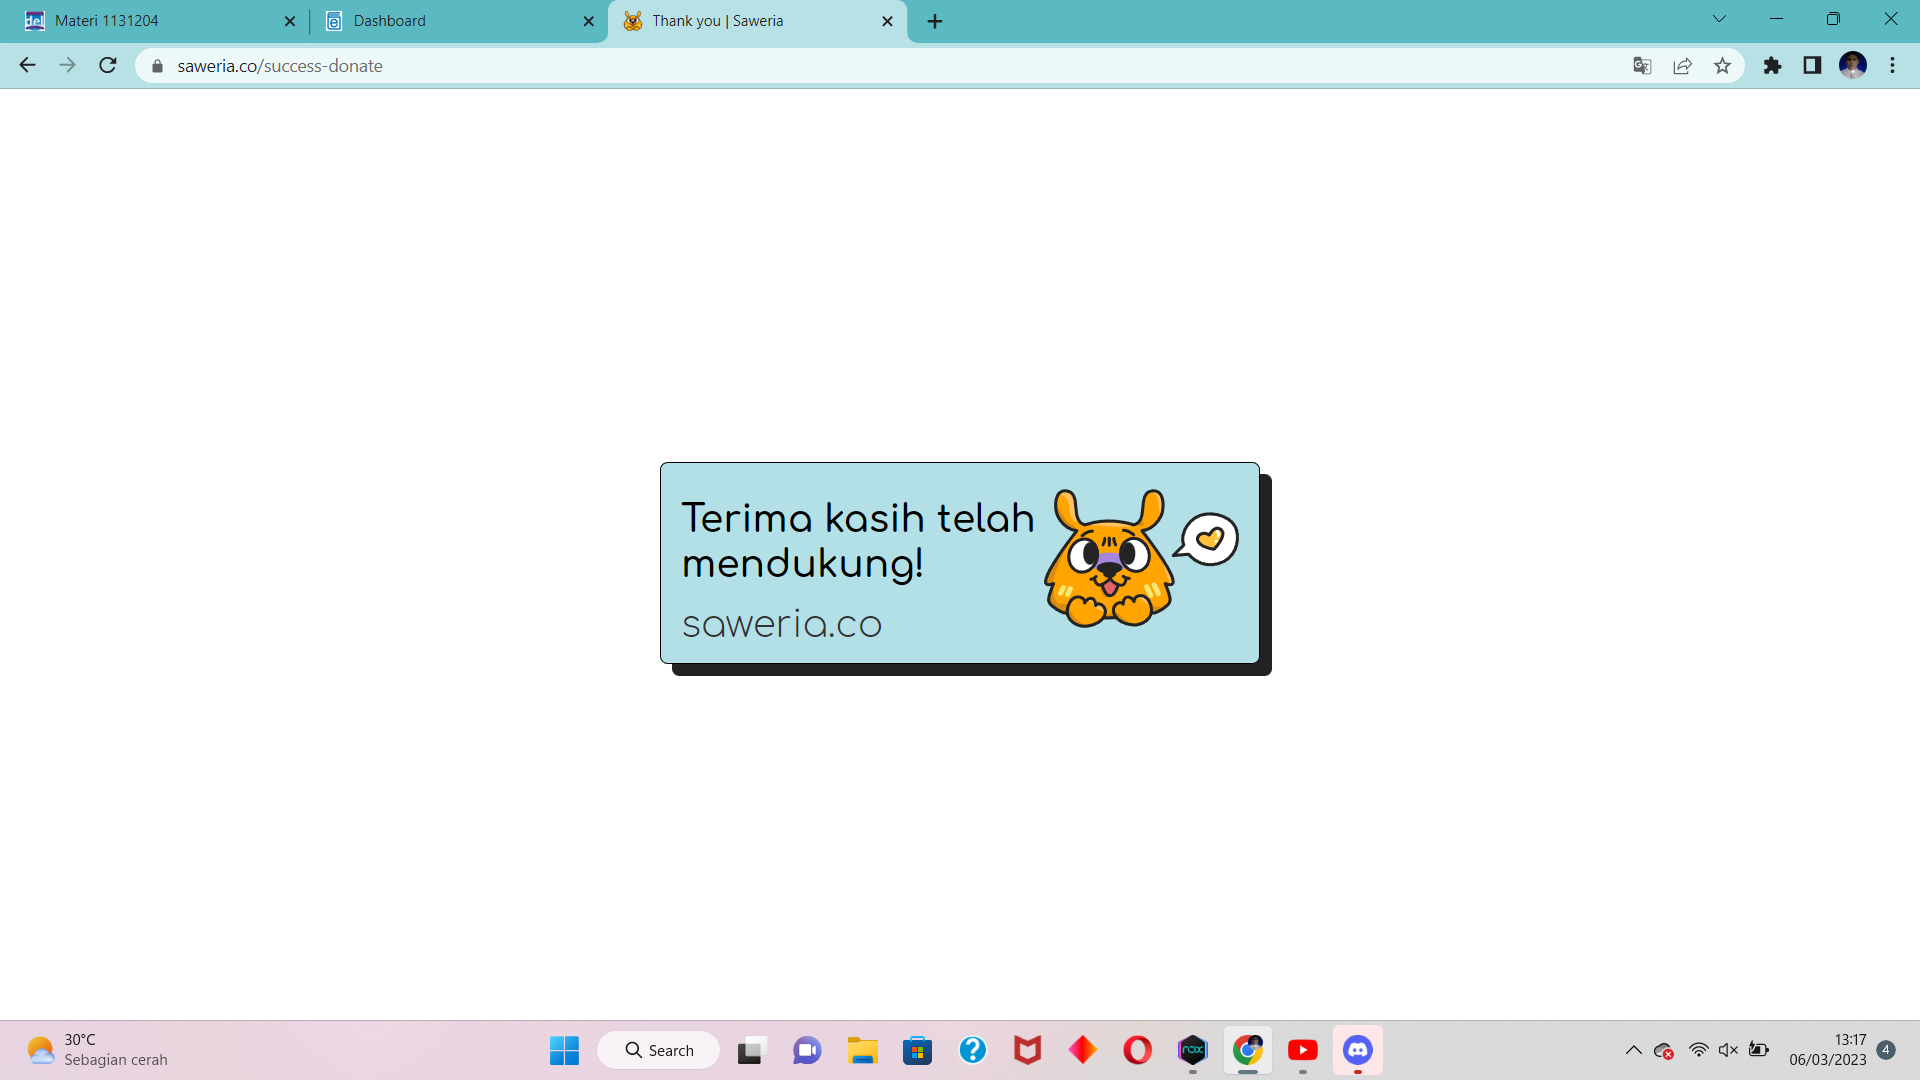 Materi 1131204
Dashboard
Thank you | Saweria
saweria.co/success-donate
Terima kasih telah
mendukung!
saweria.co
30°C
Sebagian cerah
Search
nox
13:17
06/03/2023
4